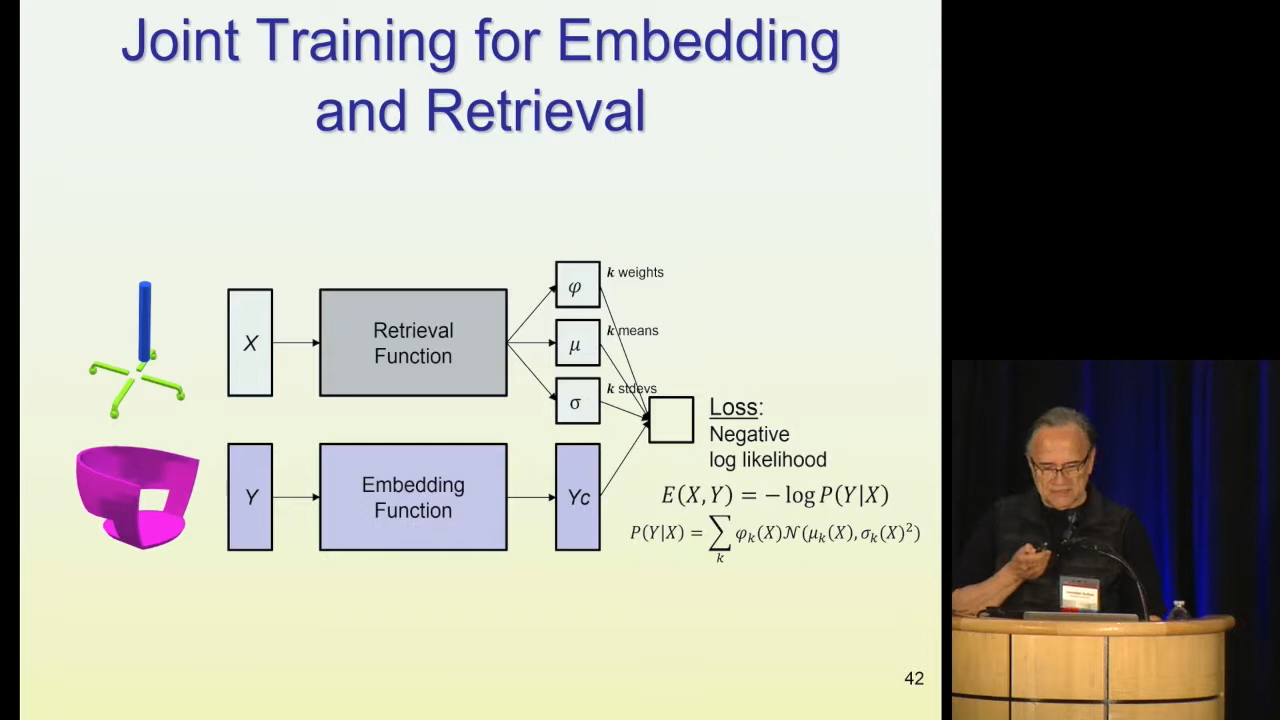 Joint Training for Embedding
and Retrieval
X
Retrieval
Function
φ
k weights
μ
k means
σ
k stdevs
Y
Embedding
Function
Yc
Loss:
Negative
log likelihood
E(X,Y) = − log P(Y|X)
P(Y|X) = ∑ₖ φₖ(X)𝒩(μₖ(X), σₖ(X)²)
42